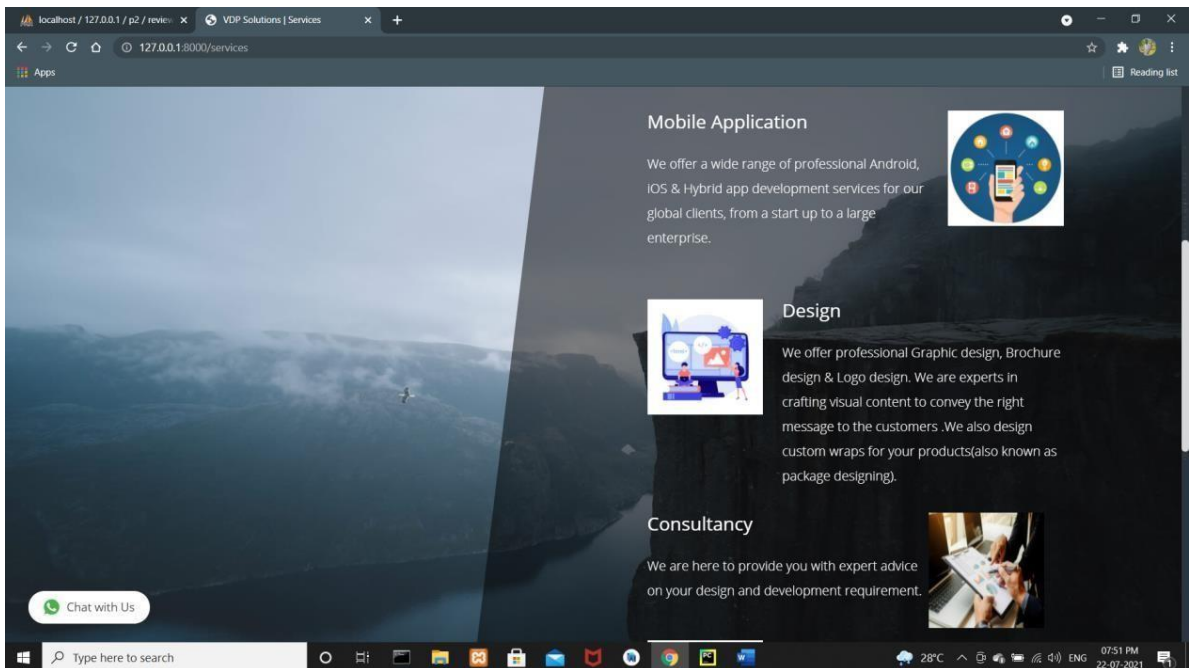 localhost / 127.0.0.1 / p2 / review
VDP Solutions | Services
127.0.0.1:8000/services
Apps
Reading list
Mobile Application
We offer a wide range of professional Android,
iOS & Hybrid app development services for our
global clients, from a start up to a large
enterprise.
Design
We offer professional Graphic design, Brochure
design & Logo design. We are experts in
crafting visual content to convey the right
message to the customers .We also design
custom wraps for your products(also known as
package designing).
Consultancy
We are here to provide you with expert advice
on your design and development requirement.
Chat with Us
Type here to search
28°C
ENG
07:51 PM
22-07-2021